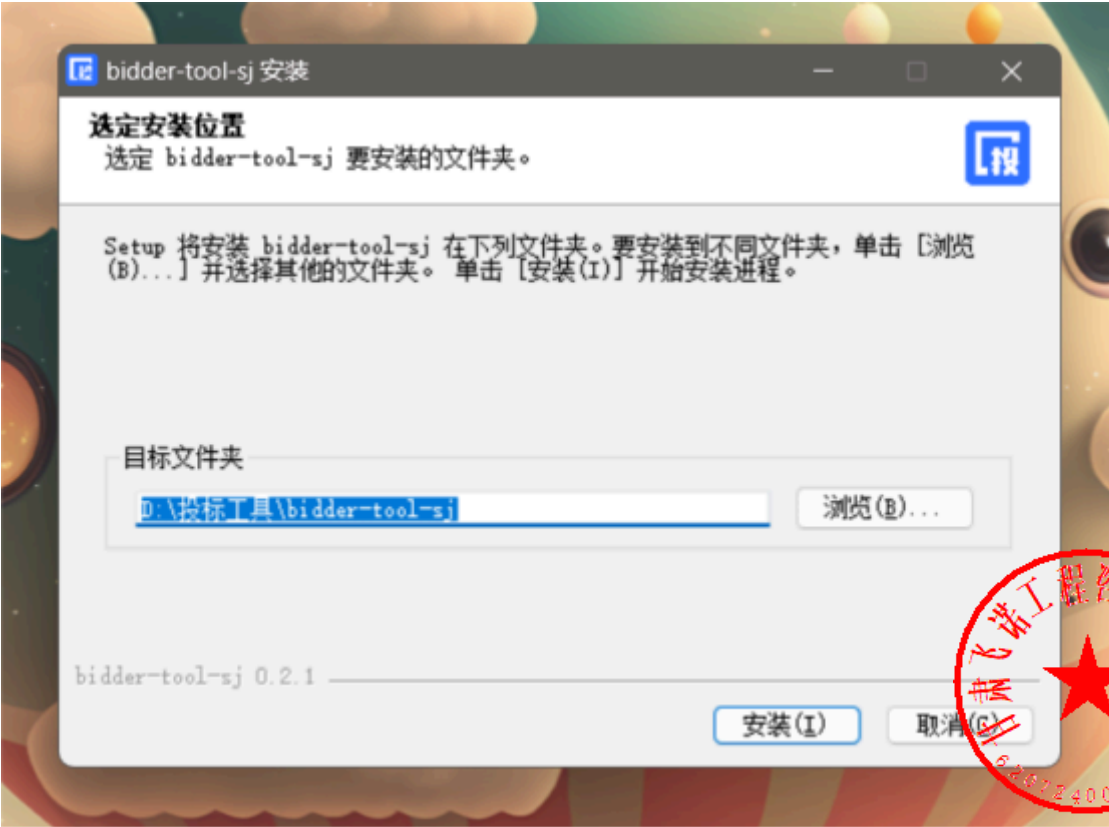 bidder-tool-sj 安装
选定安装位置
选定 bidder-tool-sj 要安装的文件夹。
投
Setup 将安装 bidder-tool-sj 在下列文件夹。要安装到不同文件夹，单击 [浏览
(B)...] 并选择其他的文件夹。 单击 [安装(I)] 开始安装进程。
目标文件夹
D:\投标工具\bidder-tool-sj
浏览(B)...
bidder-tool-sj 0.2.1
安装(I)
取消(C)
甘肃飞诺工程
62072400